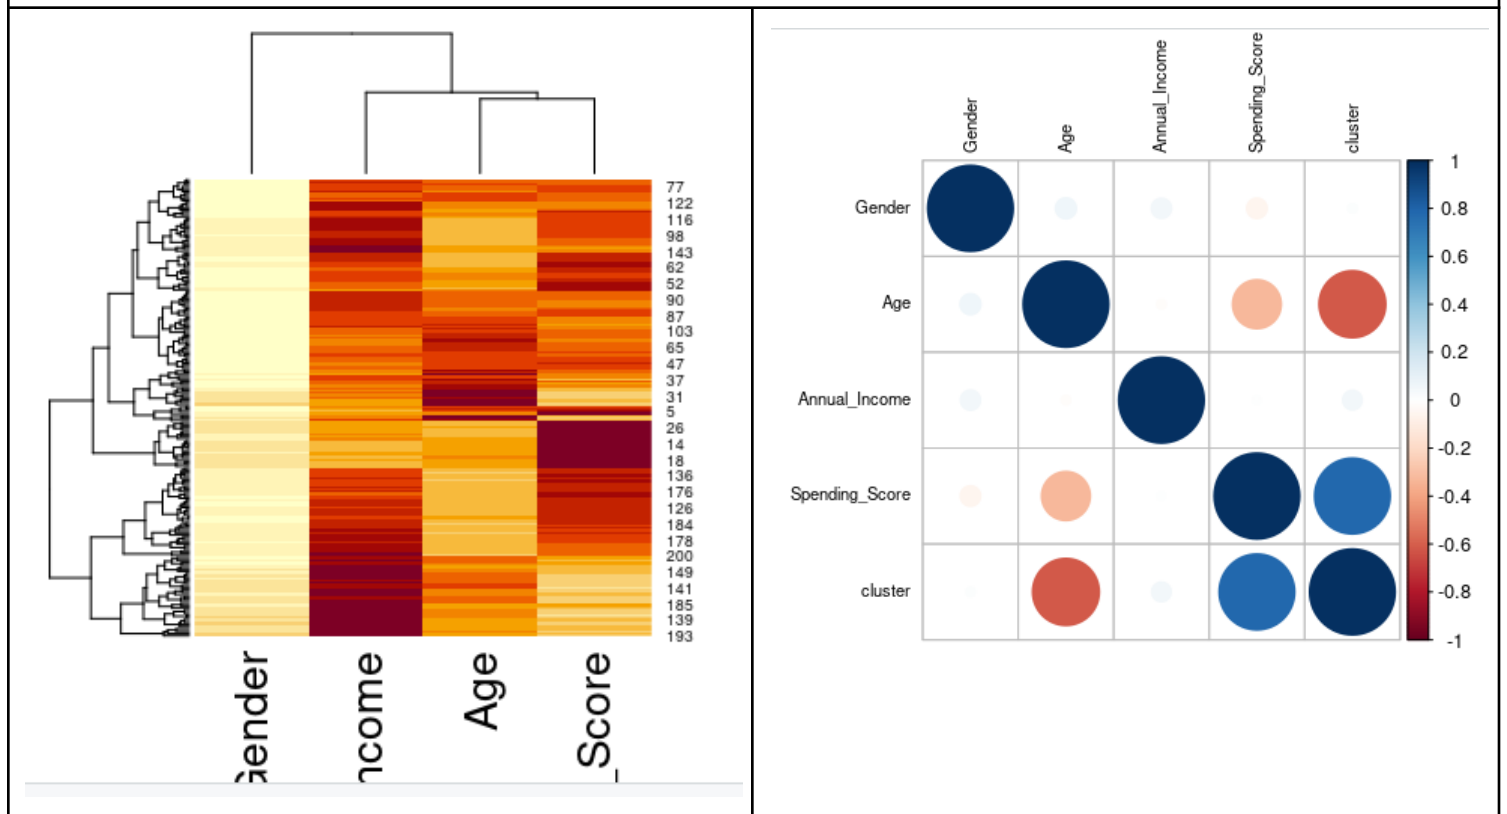 77
122
116
98
143
62
52
90
87
103
65
47
37
31
5
26
14
18
136
176
126
184
178
200
149
141
185
139
193
Gender
ncome
Age
_Score
Gender
Age
Annual_Income
Spending_Score
cluster
Gender
Age
Annual_Income
Spending_Score
cluster
1
0.8
0.6
0.4
0.2
0
-0.2
-0.4
-0.6
-0.8
-1